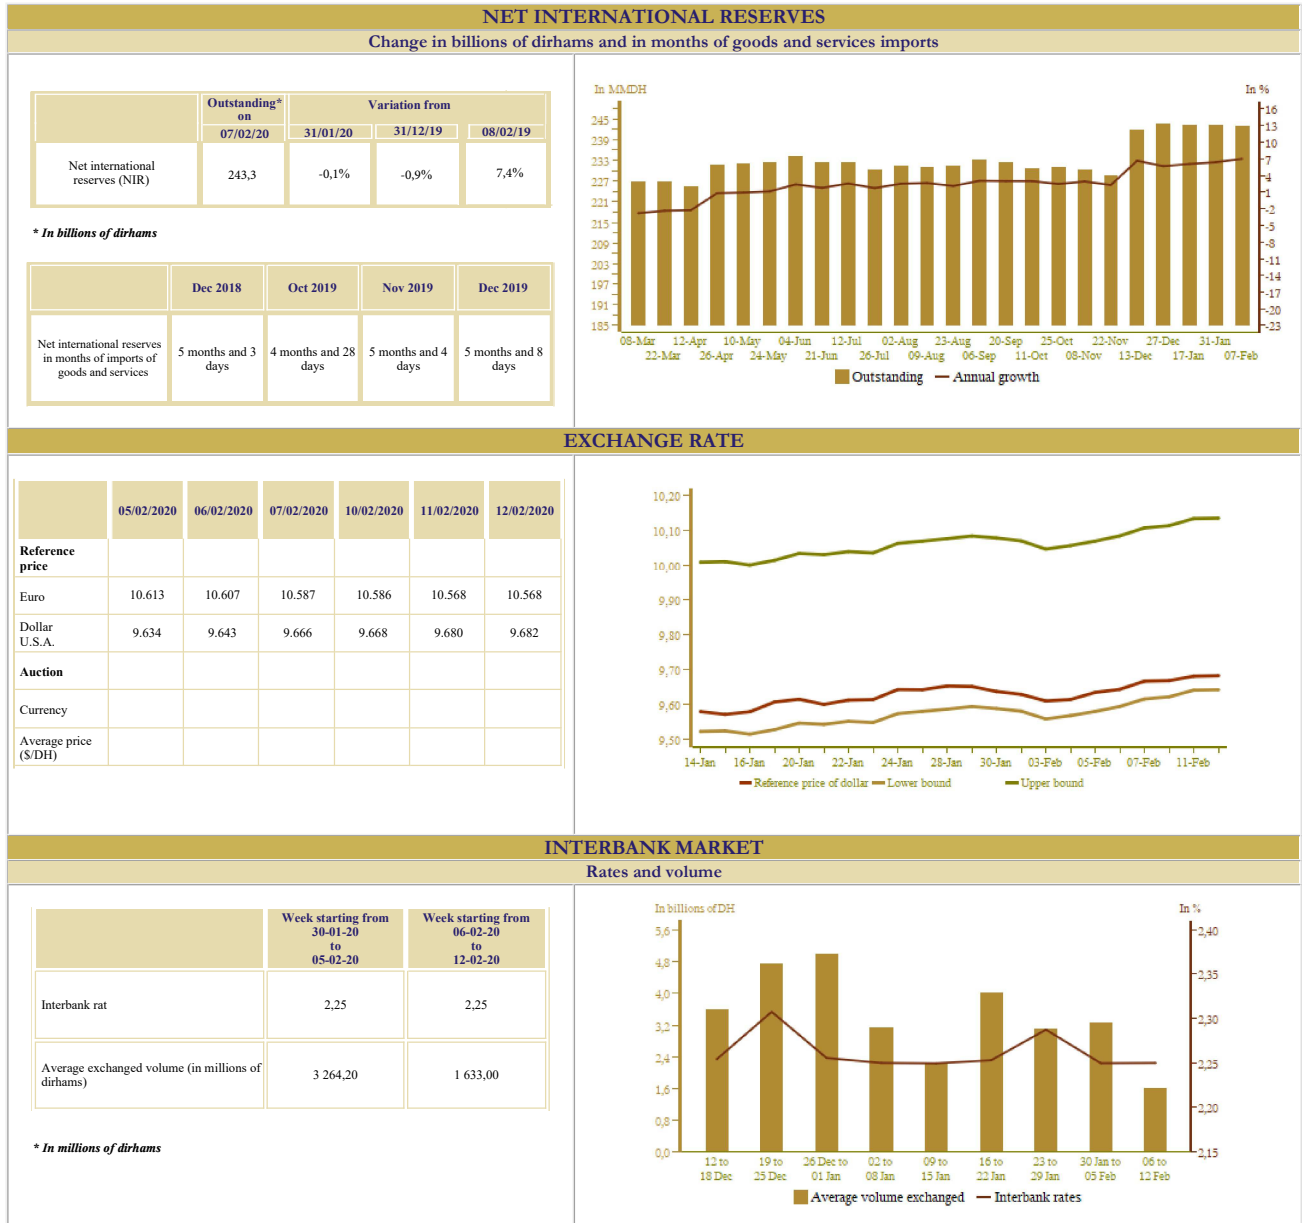 NET INTERNATIONAL RESERVES
Change in billions of dirhams and in months of goods and services imports
Outstanding* on
Variation from
07/02/20 31/01/20 31/12/19 08/02/19
Net international reserves (NIR) 243,3 -0,1% -0,9% 7,4%
* In billions of dirhams
Dec 2018 Oct 2019 Nov 2019 Dec 2019
Net international reserves in months of imports of goods and services
5 months and 3 days
4 months and 28 days
5 months and 4 days
5 months and 8 days
In MMDH
In %
245
239
233
227
221
215
209
203
197
191
185
16
13
10
7
4
1
-2
-5
-8
-11
-14
-17
-20
-23
08-Mar 12-Apr 10-May 04-Jun 12-Jul 02-Aug 23-Aug 20-Sep 25-Oct 22-Nov 27-Dec 31-Jan
22-Mar 26-Apr 24-May 21-Jun 26-Jul 09-Aug 06-Sep 11-Oct 08-Nov 13-Dec 17-Jan 07-Feb
Outstanding Annual growth
EXCHANGE RATE
05/02/2020 06/02/2020 07/02/2020 10/02/2020 11/02/2020 12/02/2020
Reference price
Euro 10.613 10.607 10.587 10.586 10.568 10.568
Dollar U.S.A. 9.634 9.643 9.666 9.668 9.680 9.682
Auction
Currency
Average price ($/DH)
10,20
10,10
10,00
9,90
9,80
9,70
9,60
9,50
14-Jan 16-Jan 20-Jan 22-Jan 24-Jan 28-Jan 30-Jan 03-Feb 05-Feb 07-Feb 11-Feb
Reference price of dollar Lower bound Upper bound
INTERBANK MARKET
Rates and volume
Week starting from 30-01-20 to 05-02-20
Week starting from 06-02-20 to 12-02-20
Interbank rat 2,25 2,25
Average exchanged volume (in millions of dirhams) 3 264,20 1 633,00
* In millions of dirhams
In billions of DH
In %
5,6
4,8
4,0
3,2
2,4
1,6
0,8
0,0
2,40
2,35
2,30
2,25
2,20
2,15
12 to 18 Dec
19 to 25 Dec
26 Dec to 01 Jan
02 to 08 Jan
09 to 15 Jan
16 to 22 Jan
23 to 29 Jan
30 Jan to 05 Feb
06 to 12 Feb
Average volume exchanged Interbank rates